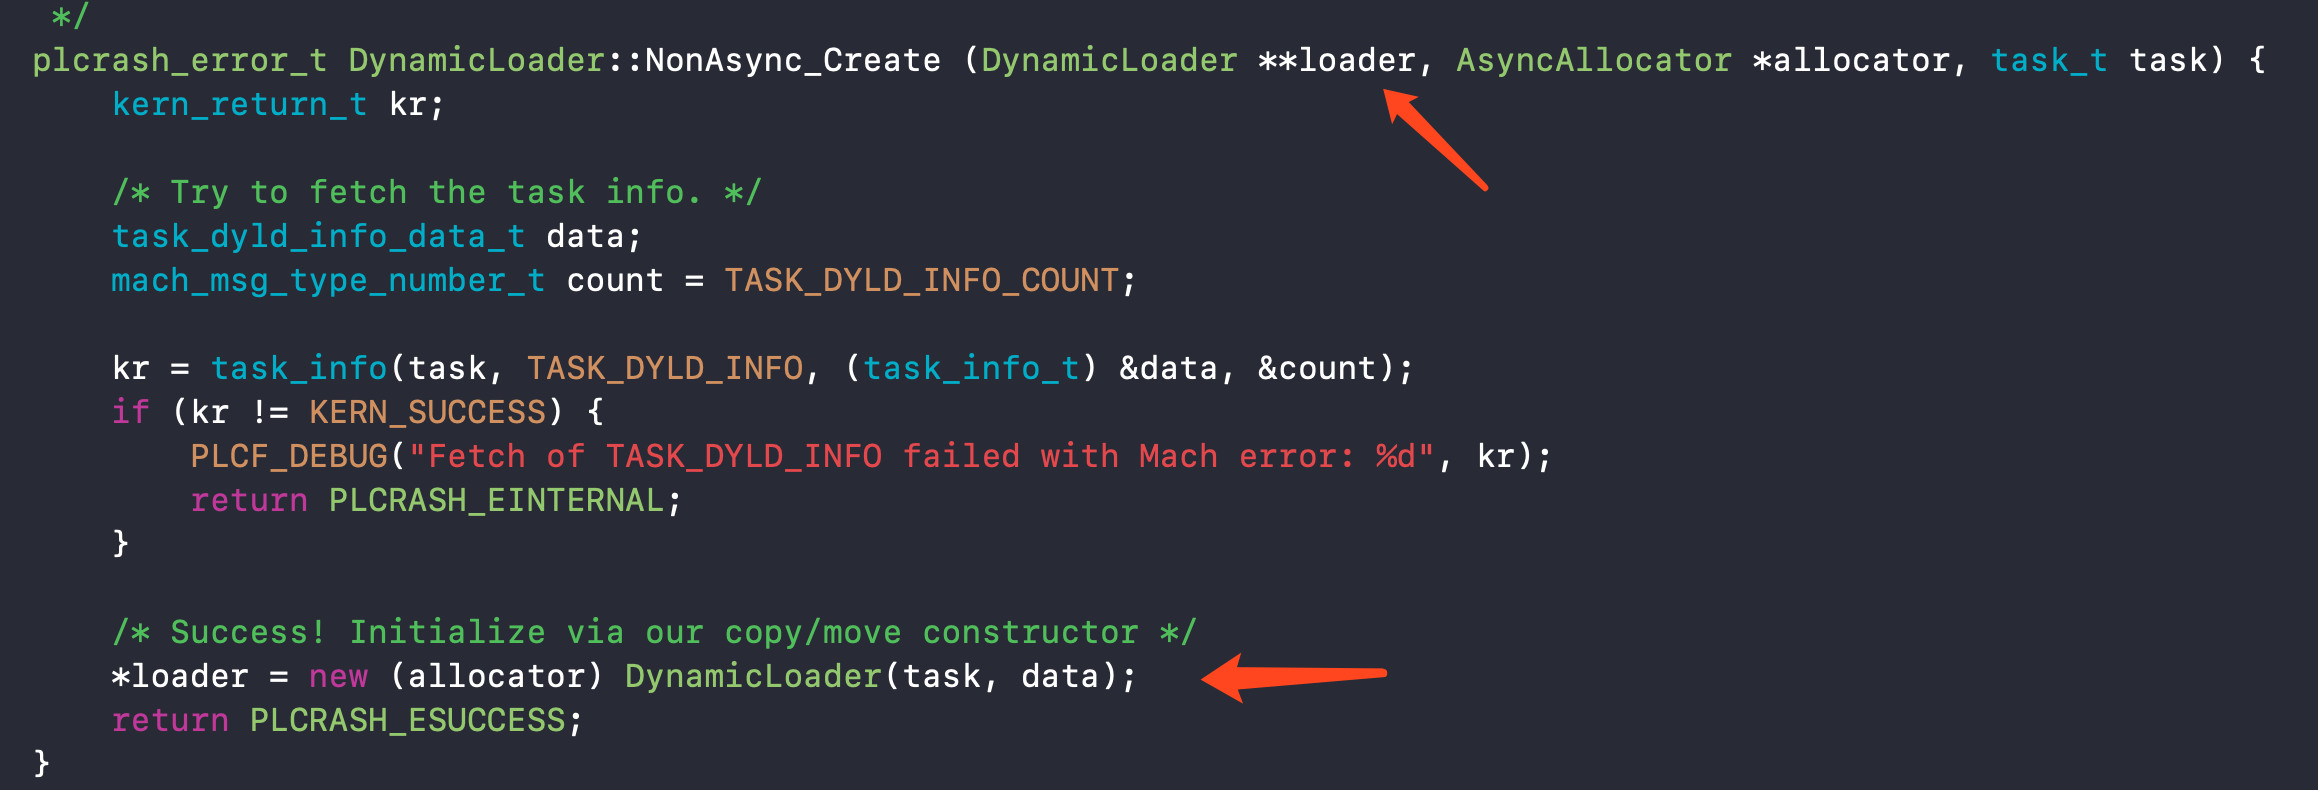 */
plcrash_error_t DynamicLoader::NonAsync_Create (DynamicLoader **loader, AsyncAllocator *allocator, task_t task) {
kern_return_t kr;
/* Try to fetch the task info. */
task_dyld_info_data_t data;
mach_msg_type_number_t count = TASK_DYLD_INFO_COUNT;
kr = task_info(task, TASK_DYLD_INFO, (task_info_t) &data, &count);
if (kr != KERN_SUCCESS) {
PLCF_DEBUG("Fetch of TASK_DYLD_INFO failed with Mach error: %d", kr);
return PLCRASH_EINTERNAL;
}
/* Success! Initialize via our copy/move constructor */
*loader = new (allocator) DynamicLoader(task, data);
return PLCRASH_ESUCCESS;
}